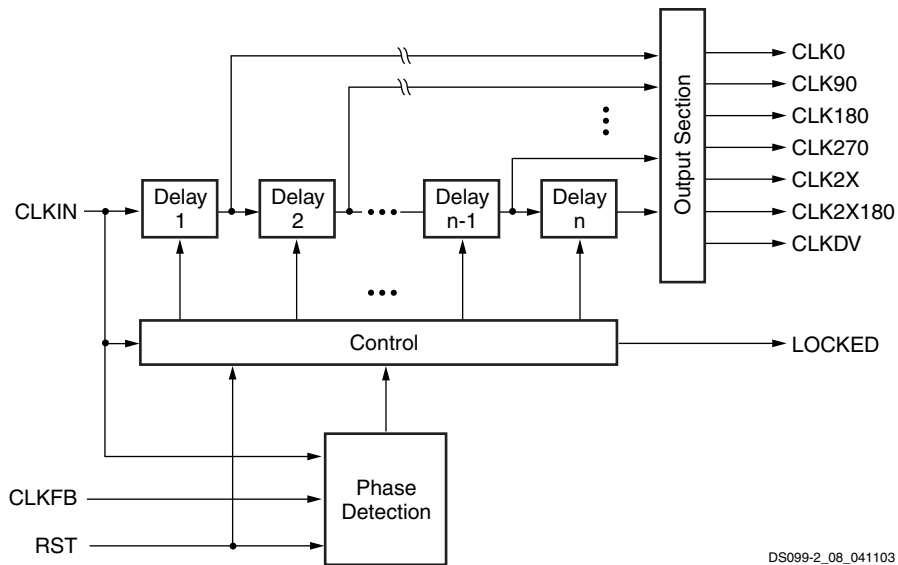 CLK0
CLK90
CLK180
CLK270
CLK2X
CLK2X180
CLKDV
Output Section
CLKIN
Delay
1
Delay
2
Delay
n-1
Delay
n
Control
LOCKED
Phase
Detection
CLKFB
RST
DS099-2_08_041103